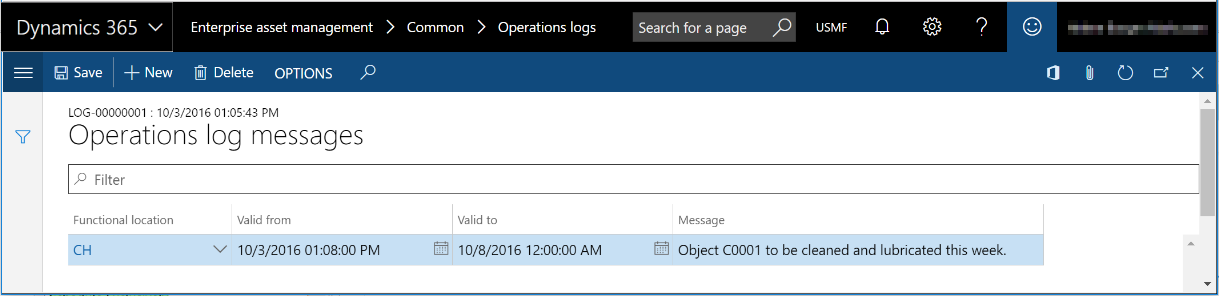 Dynamics 365 Enterprise asset management > Common > Operations logs Search for a page USMF
Save New Delete OPTIONS
LOG-00000001 : 10/3/2016 01:05:43 PM
Operations log messages
Filter
Functional location Valid from Valid to Message
CH 10/3/2016 01:08:00 PM 10/8/2016 12:00:00 AM Object C0001 to be cleaned and lubricated this week.